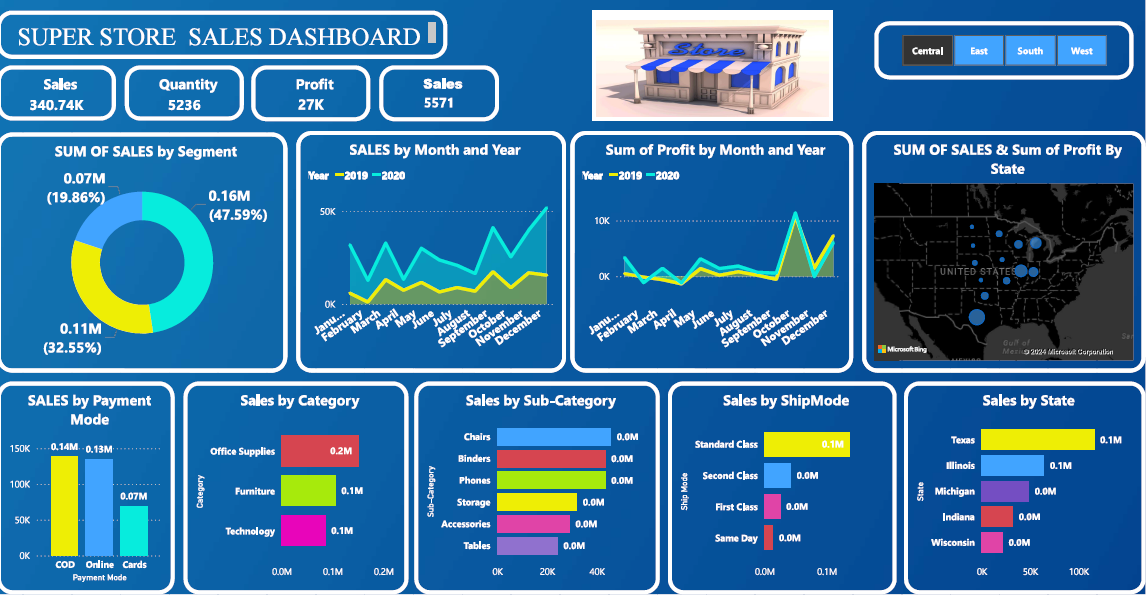 SUPER STORE SALES DASHBOARD
Store
Central
East
South
West
Sales
340.74K
Quantity
5236
Profit
27K
Sales
5571
SUM OF SALES by Segment
0.07M
(19.86%)
0.16M
(47.59%)
0.11M
(32.55%)
SALES by Month and Year
Year 2019 2020
50K
0K
Janu...
February
March
April
May
June
July
August
September
October
November
December
Sum of Profit by Month and Year
Year 2019 2020
10K
0K
Janu...
February
March
April
May
June
July
August
September
October
November
December
SUM OF SALES & Sum of Profit By
State
UNITED STATES
Gulf of
Microsoft Bing
© 2024 Microsoft Corporation
MEXICO
SALES by Payment
Mode
150K
100K
50K
0K
0.14M
0.13M
0.07M
COD
Online
Cards
Payment Mode
Sales by Category
Category
Office Supplies
0.2M
Furniture
0.1M
Technology
0.1M
0.0M
0.1M
0.2M
Sales by Sub-Category
Sub-Category
Chairs
0.0M
Binders
0.0M
Phones
0.0M
Storage
0.0M
Accessories
0.0M
Tables
0.0M
0K
20K
40K
Sales by ShipMode
Ship Mode
Standard Class
0.1M
Second Class
0.0M
First Class
0.0M
Same Day
0.0M
0.0M
0.1M
Sales by State
State
Texas
0.1M
Illinois
0.1M
Michigan
0.0M
Indiana
0.0M
Wisconsin
0.0M
0K
50K
100K